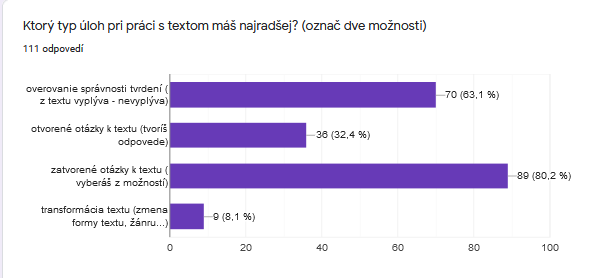 Ktorý typ úloh pri práci s textom máš najradšej? (označ dve možnosti)
111 odpovedí
overovanie správnosti tvrdení (
z textu vyplýva - nevyplýva)
70 (63,1 %)
otvorené otázky k textu (tvoríš
odpovede)
36 (32,4 %)
zatvorené otázky k textu (
vyberáš z možností)
89 (80,2 %)
transformácia textu (zmena
formy textu, žánru...)
9 (8,1 %)
0 20 40 60 80 100